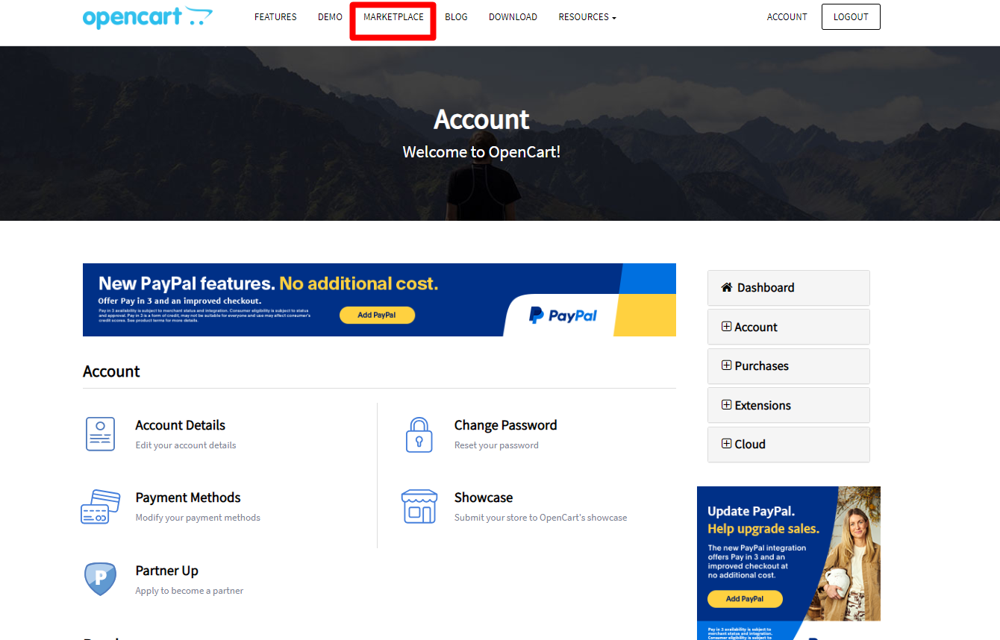 opencart
FEATURES
DEMO
MARKETPLACE
BLOG
DOWNLOAD
RESOURCES
ACCOUNT
LOGOUT
Account
Welcome to OpenCart!
New PayPal features. No additional cost.
Offer Pay in 3 and an improved checkout.
Pay in 3 availability is subject to merchant status and integration. Consumer eligibility is subject to status
and approval. Pay in 3 is a form of credit, may not be suitable for everyone and use may affect consumer's
credit scores. See product terms for more details.
Add PayPal
PayPal
Dashboard
Account
Purchases
Extensions
Cloud
Account
Account Details
Edit your account details
Change Password
Reset your password
Payment Methods
Modify your payment methods
Showcase
Submit your store to OpenCart's showcase
P
Partner Up
Apply to become a partner
Update PayPal.
Help upgrade sales.
The new PayPal integration
offers Pay in 3 and an
improved checkout at
no additional cost.
Add PayPal
Pay in 3 availability is subject to
merchant status and integration.
Consumer eligibility is subject to